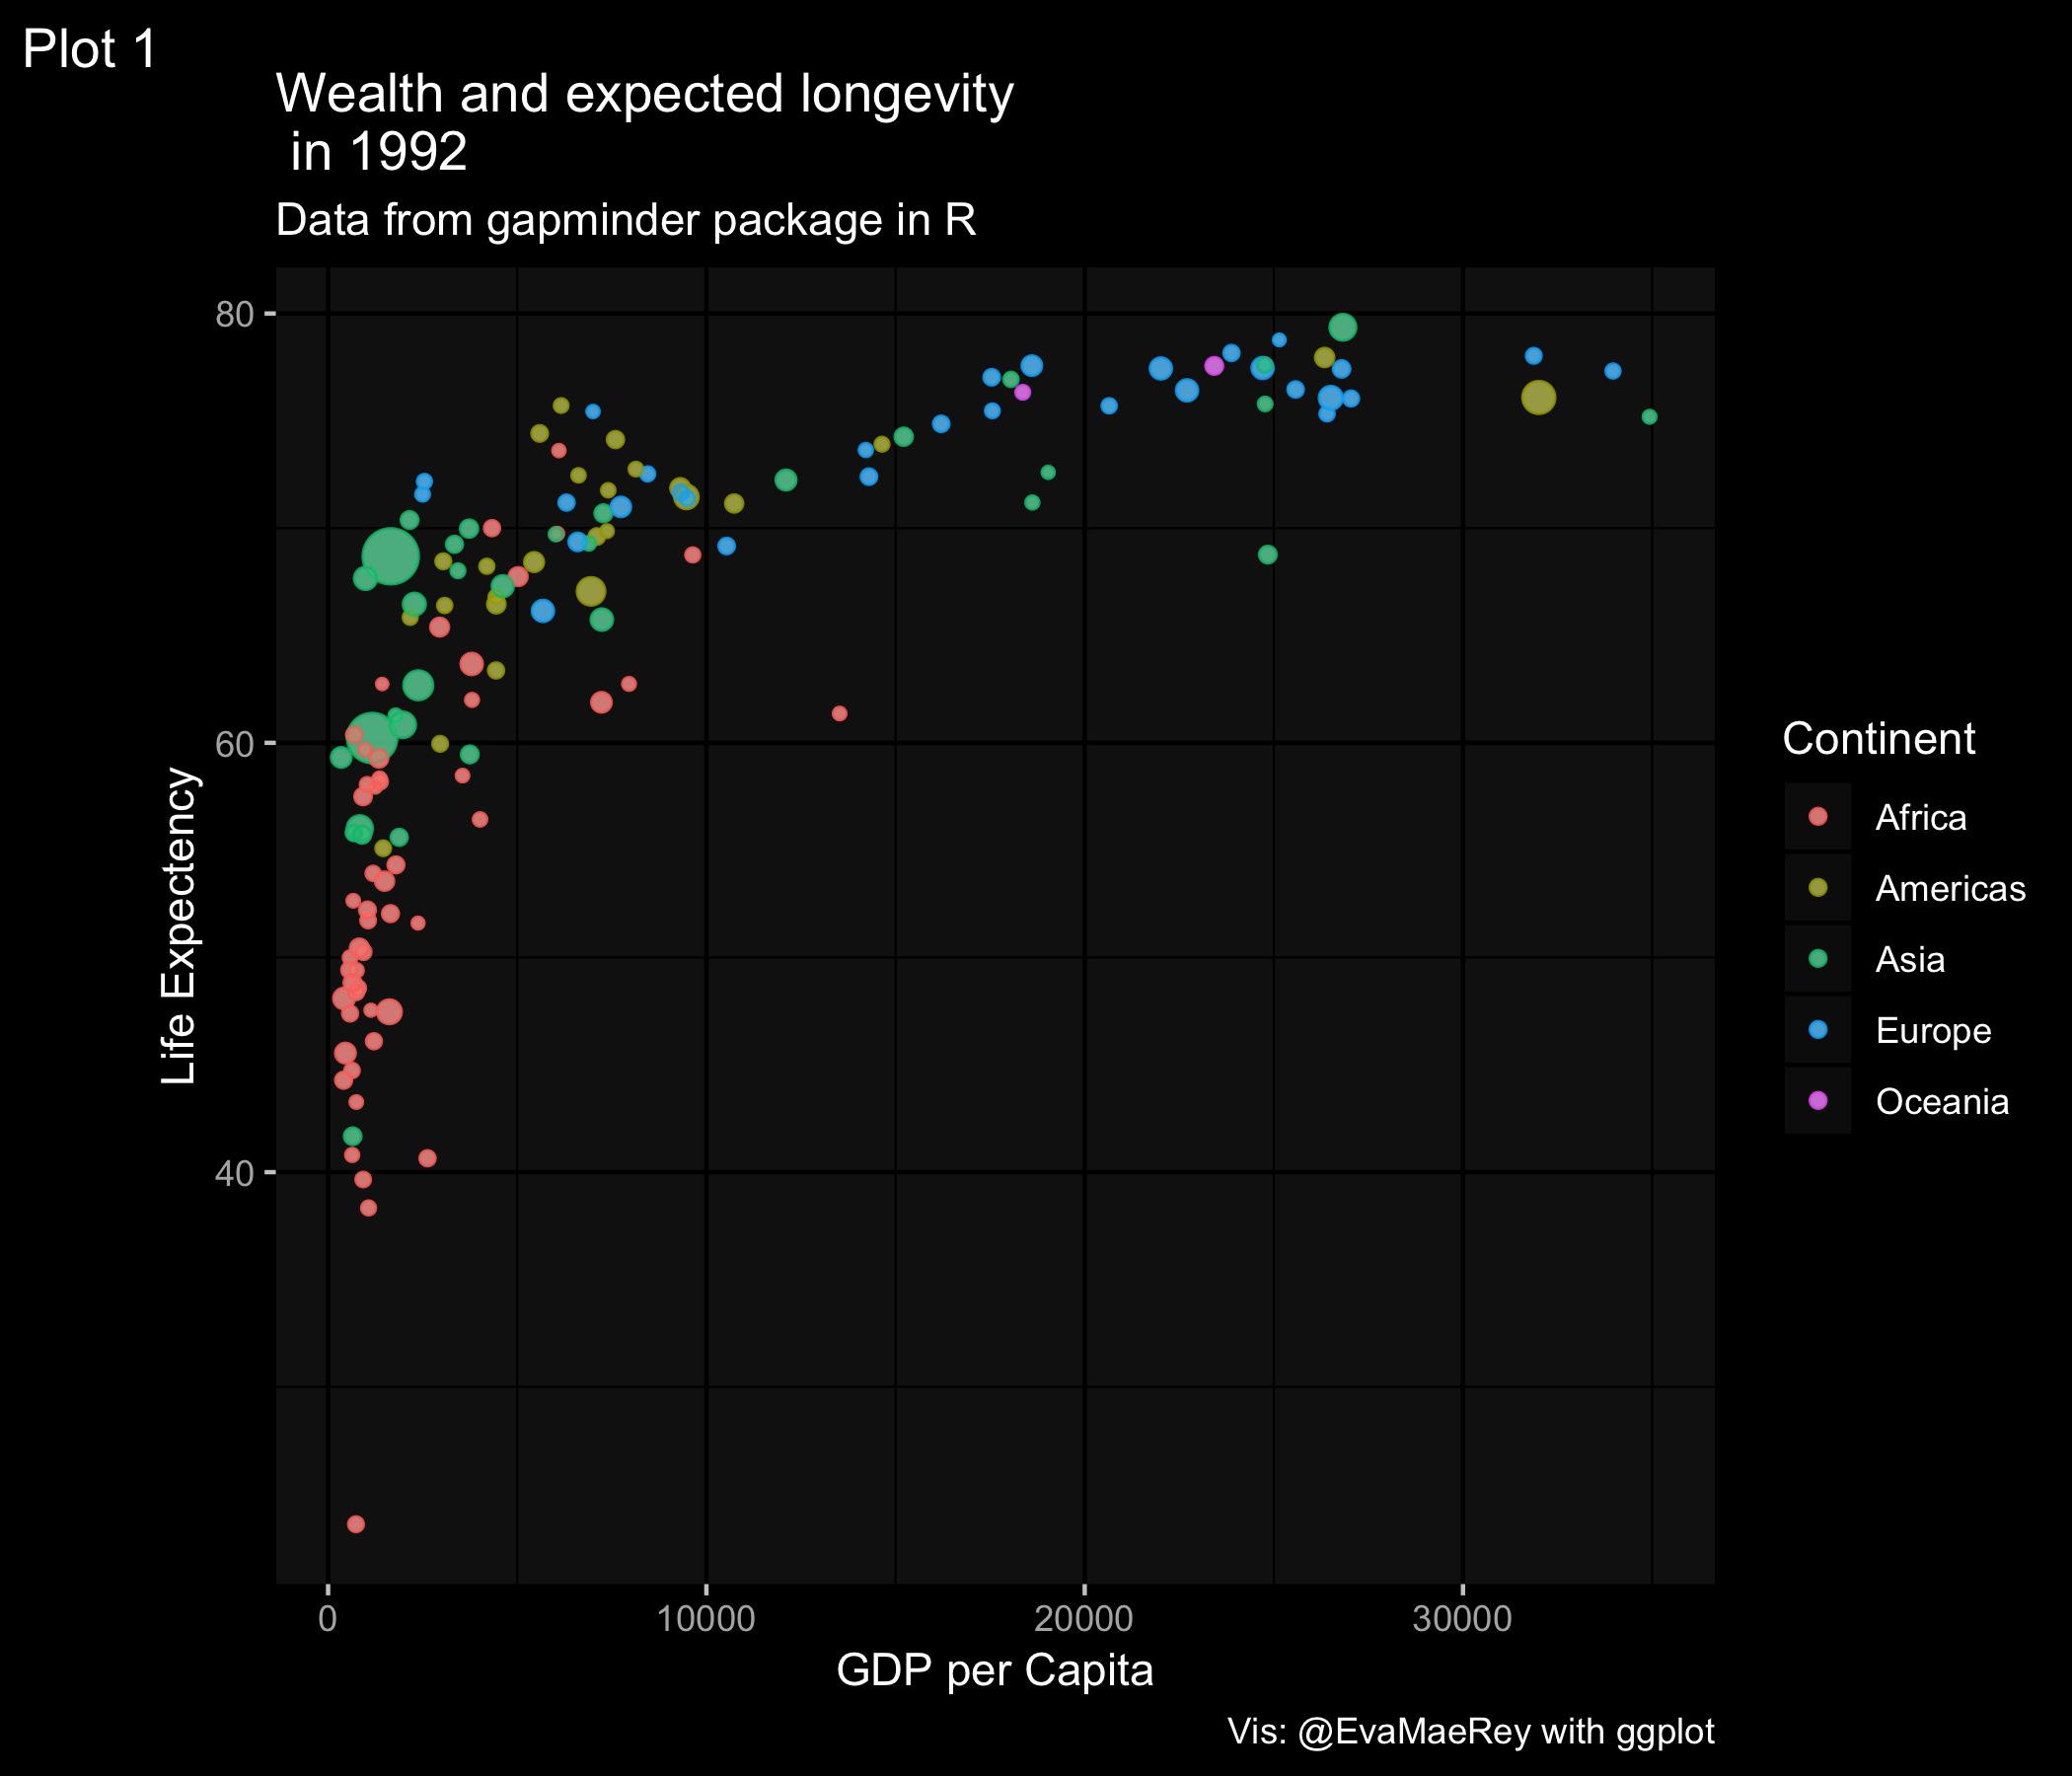 Plot 1
Wealth and expected longevity
in 1992
Data from gapminder package in R
80
60
40
Life Expectency
0 10000 20000 30000
GDP per Capita
Continent
Africa
Americas
Asia
Europe
Oceania
Vis: @EvaMaeRey with ggplot